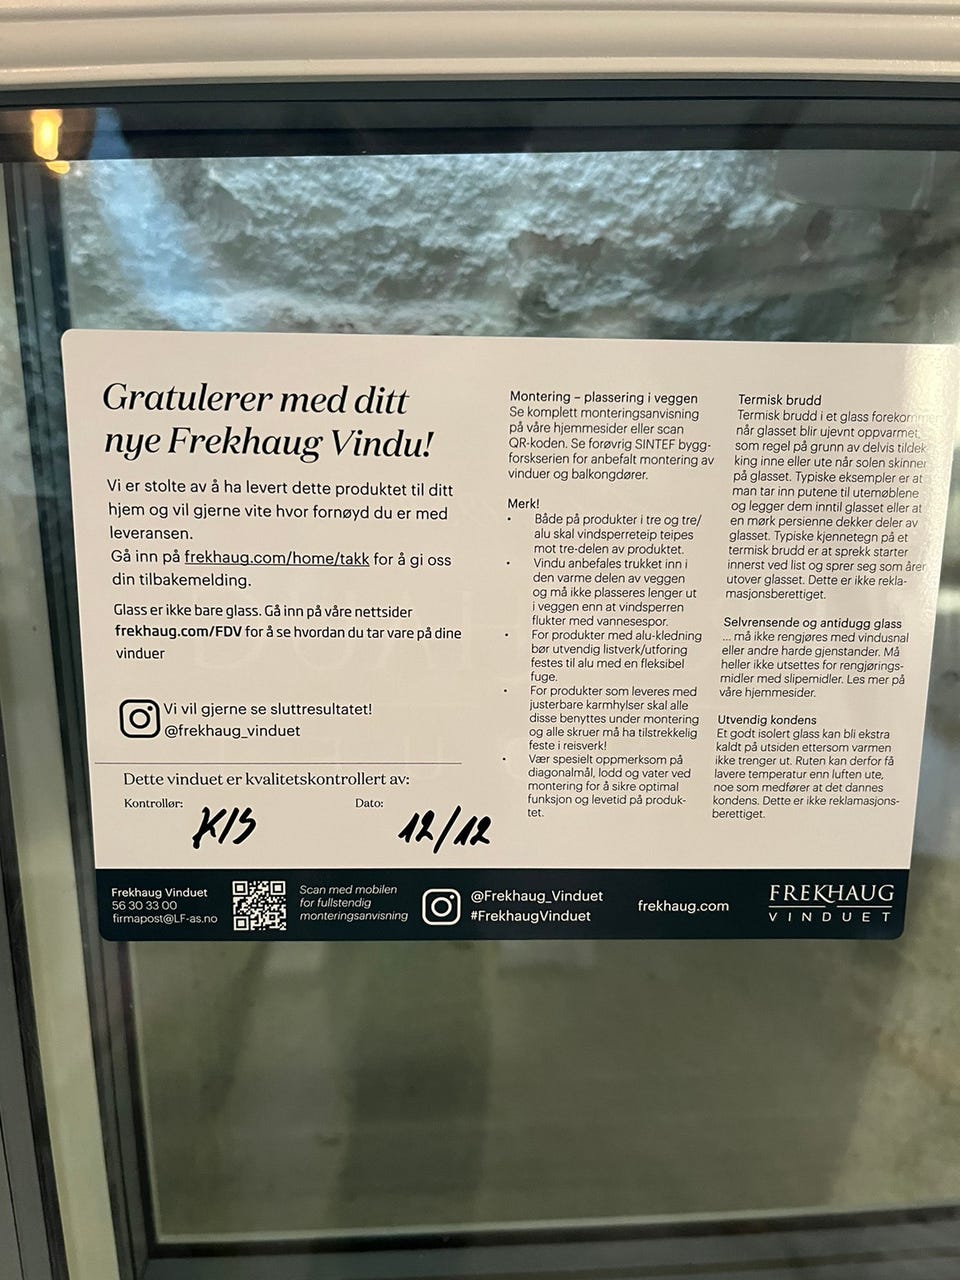 Gratulerer med ditt
nye Frekhaug Vindu!
Vi er stolte av å ha levert dette produktet til ditt
hjem og vil gjerne vite hvor fornøyd du er med
leveransen.
Gå inn på frekhaug.com/home/takk for å gi oss
din tilbakemelding.
Glass er ikke bare glass. Gå inn på våre nettsider
frekhaug.com/FDV for å se hvordan du tar vare på dine
vinduer
Vi vil gjerne se sluttresultatet!
@frekhaug_vinduet
Dette vinduet er kvalitetskontrollert av:
Kontrollør:
Dato:
12/12
Montering – plassering i veggen
Se komplett monteringsanvisning
på våre hjemmesider eller scan
QR-koden. Se forøvrig SINTEF bygg-
forskserien for anbefalt montering av
vinduer og balkongdører.
Merk!
• Både på produkter i tre og tre/
alu skal vindsperreteip teipes
mot tre-delen av produktet.
• Vindu anbefales trukket inn i
den varme delen av veggen
og må ikke plasseres lenger ut
i veggen enn at vindsperren
flukter med vannesespor.
• For produkter med alu-kledning
bør utvendig listverk/utforing
festes til alu med en fleksibel
fuge.
• For produkter som leveres med
justerbare karmhylser skal alle
disse benyttes under montering
og alle skruer må ha tilstrekkelig
feste i reisverk!
• Vær spesielt oppmerksom på
diagonalmål, lodd og vater ved
montering for å sikre optimal
funksjon og levetid på produk-
tet.
Termisk brudd
Termisk brudd i et glass forekommer
når glasset blir ujevnt oppvarmet,
som regel på grunn av delvis tildek-
king inne eller ute når solen skinner
på glasset. Typiske eksempler er at
man tar inn putene til utemøblene
og legger dem inntil glasset eller at
en mørk persienne dekker deler av
glasset. Typiske kjennetegn på et
termisk brudd er at sprekk starter
innerst ved list og sprer seg som årer
utover glasset. Dette er ikke rekla-
masjonsberettiget.
Selvrensende og antidugg glass
... må ikke rengjøres med vindusnal
eller andre harde gjenstander. Må
heller ikke utsettes for rengjørings-
midler med slipemidler. Les mer på
våre hjemmesider.
Utvendig kondens
Et godt isolert glass kan bli ekstra
kaldt på utsiden ettersom varmen
ikke trenger ut. Ruten kan derfor få
lavere temperatur enn luften ute,
noe som medfører at det dannes
kondens. Dette er ikke reklamasjons-
berettiget.
Frekhaug Vinduet
56 30 33 00
firmapost@LF-as.no
Scan med mobilen
for fullstendig
monteringsanvisning
@Frekhaug_Vinduet
#FrekhaugVinduet
frekhaug.com
FREKHAUG
VINDUET